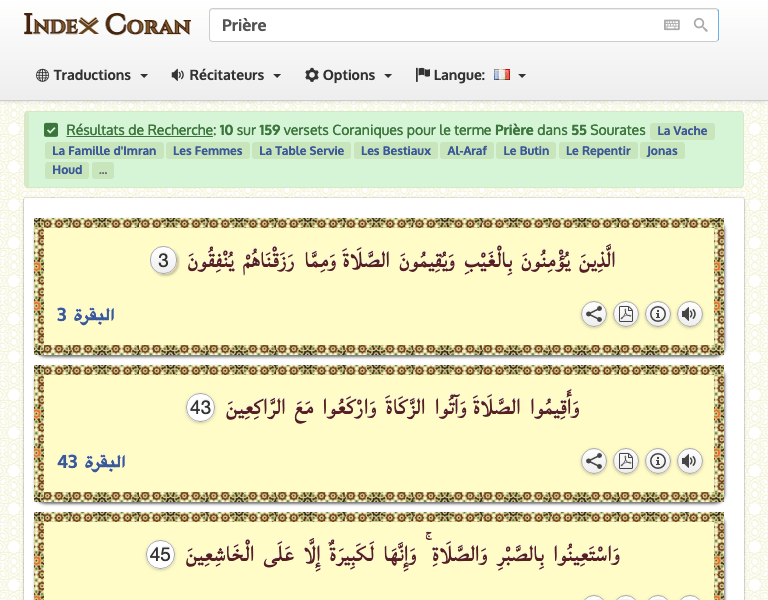 INDEX CORAN
Prière
Traductions Récitateurs Options Langue:
Résultats de Recherche: 10 sur 159 versets Coraniques pour le terme Prière dans 55 Sourates La Vache
La Famille d'Imran Les Femmes La Table Servie Les Bestiaux Al-Araf Le Butin Le Repentir Jonas
Houd ...
الَّذِينَ يُؤْمِنُونَ بِالْغَيْبِ وَيُقِيمُونَ الصَّلَاةَ وَمِمَّا رَزَقْنَاهُمْ يُنْفِقُونَ 3
البقرة 3
وَأَقِيمُوا الصَّلَاةَ وَآتُوا الزَّكَاةَ وَارْكَعُوا مَعَ الرَّاكِعِينَ 43
البقرة 43
وَاسْتَعِينُوا بِالصَّبْرِ وَالصَّلَاةِ ۚ وَإِنَّهَا لَكَبِيرَةٌ إِلَّا عَلَى الْخَاشِعِينَ 45